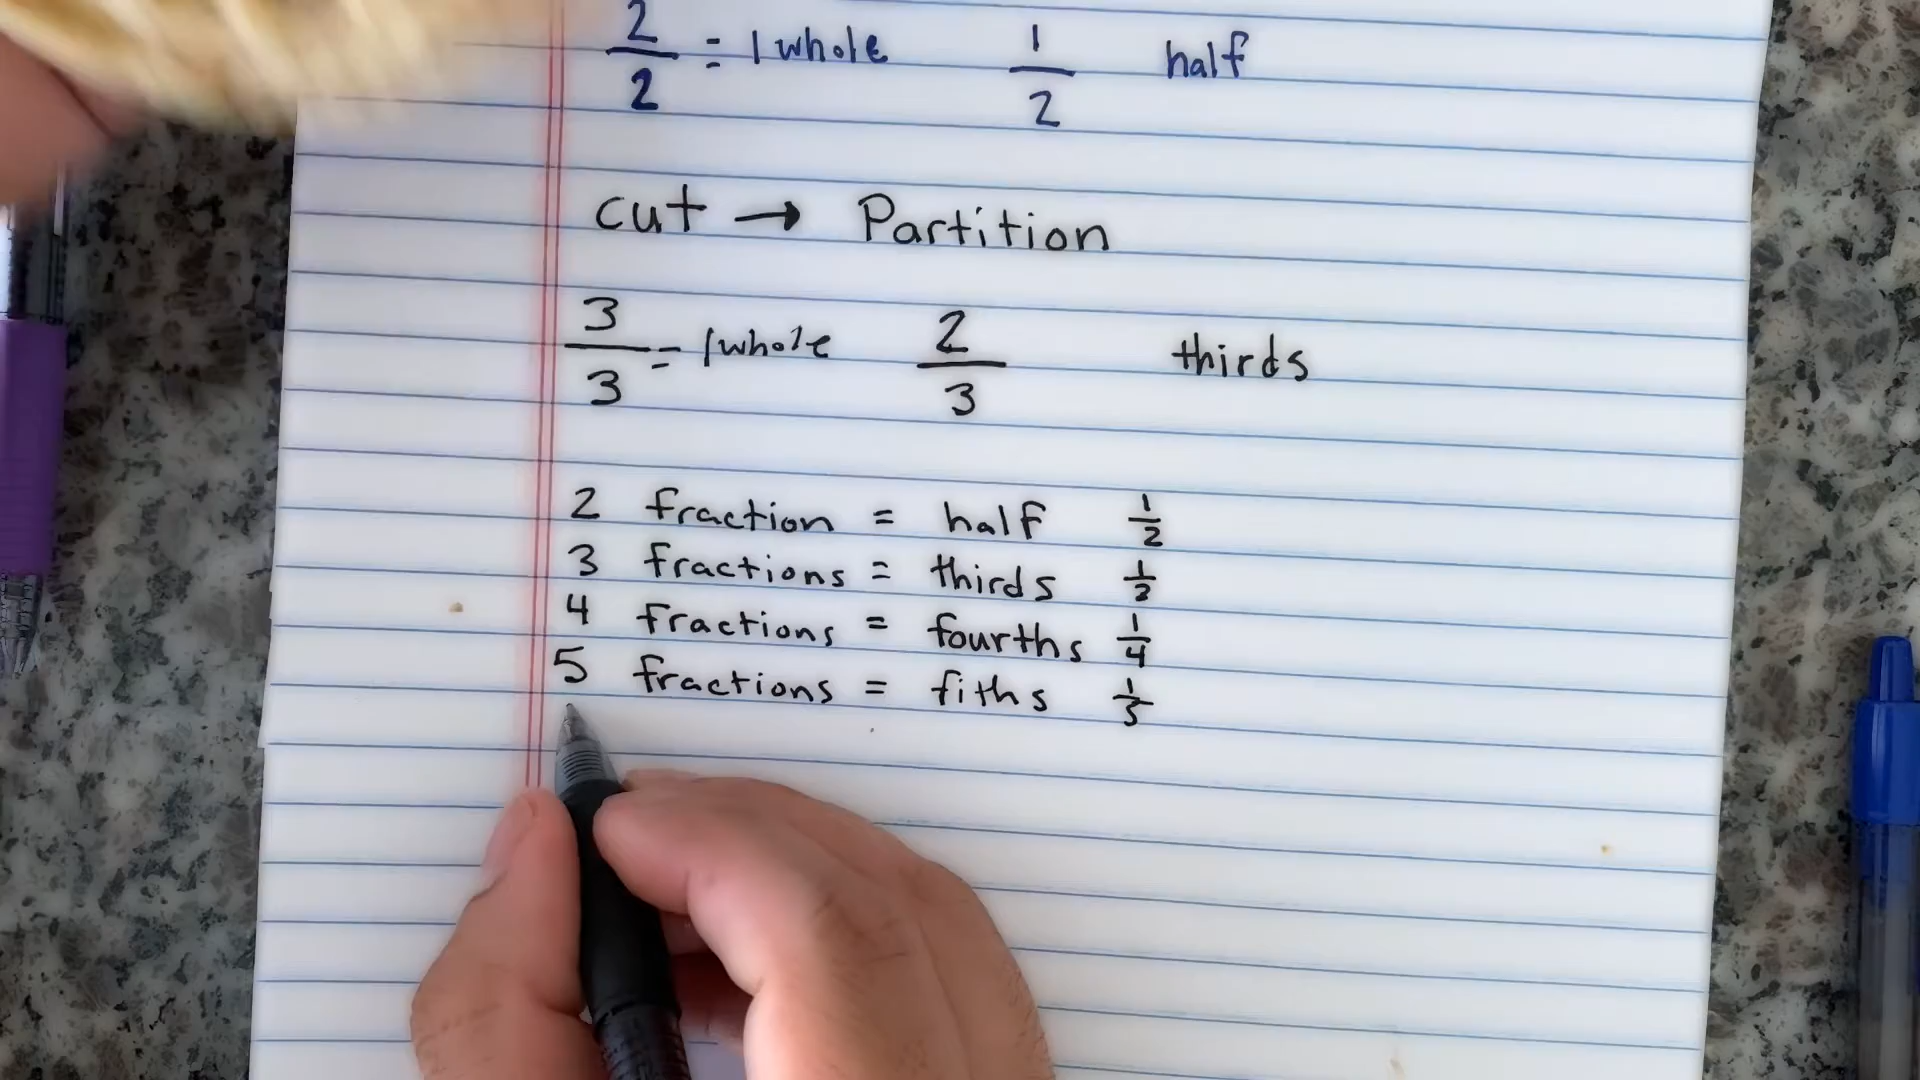 2/2 = 1 whole 1/2 half
cut → Partition
3/3 = 1 whole 2/3 thirds
2 fraction = half 1/2
3 fractions = thirds 1/3
4 fractions = fourths 1/4
5 fractions = fiths 1/5